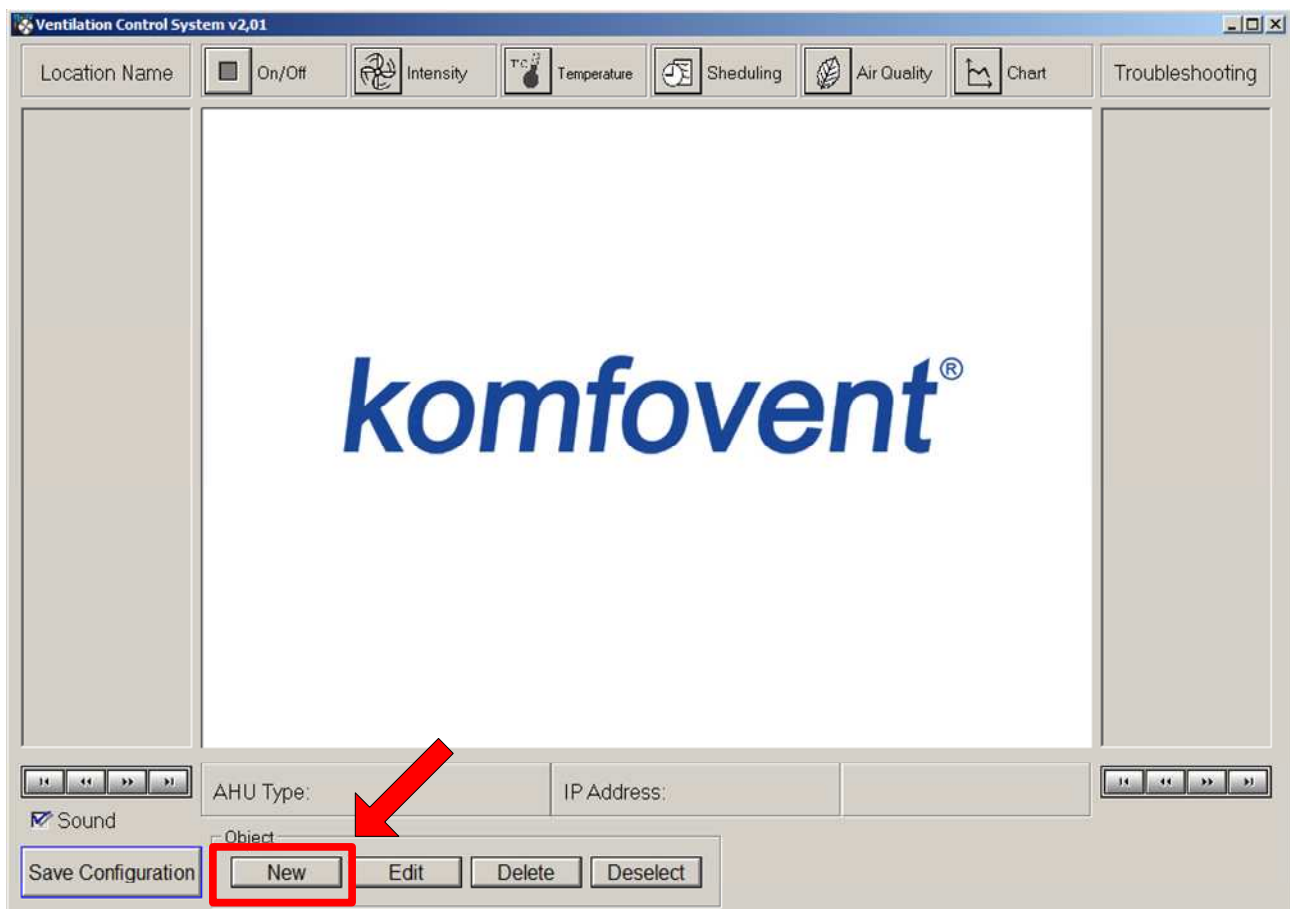 Ventilation Control System v2,01
Location Name
On/Off
Intensity
Temperature
Sheduling
Air Quality
Chart
Troubleshooting
komfovent®
AHU Type:
IP Address:
Sound
Object
Save Configuration
New
Edit
Delete
Deselect